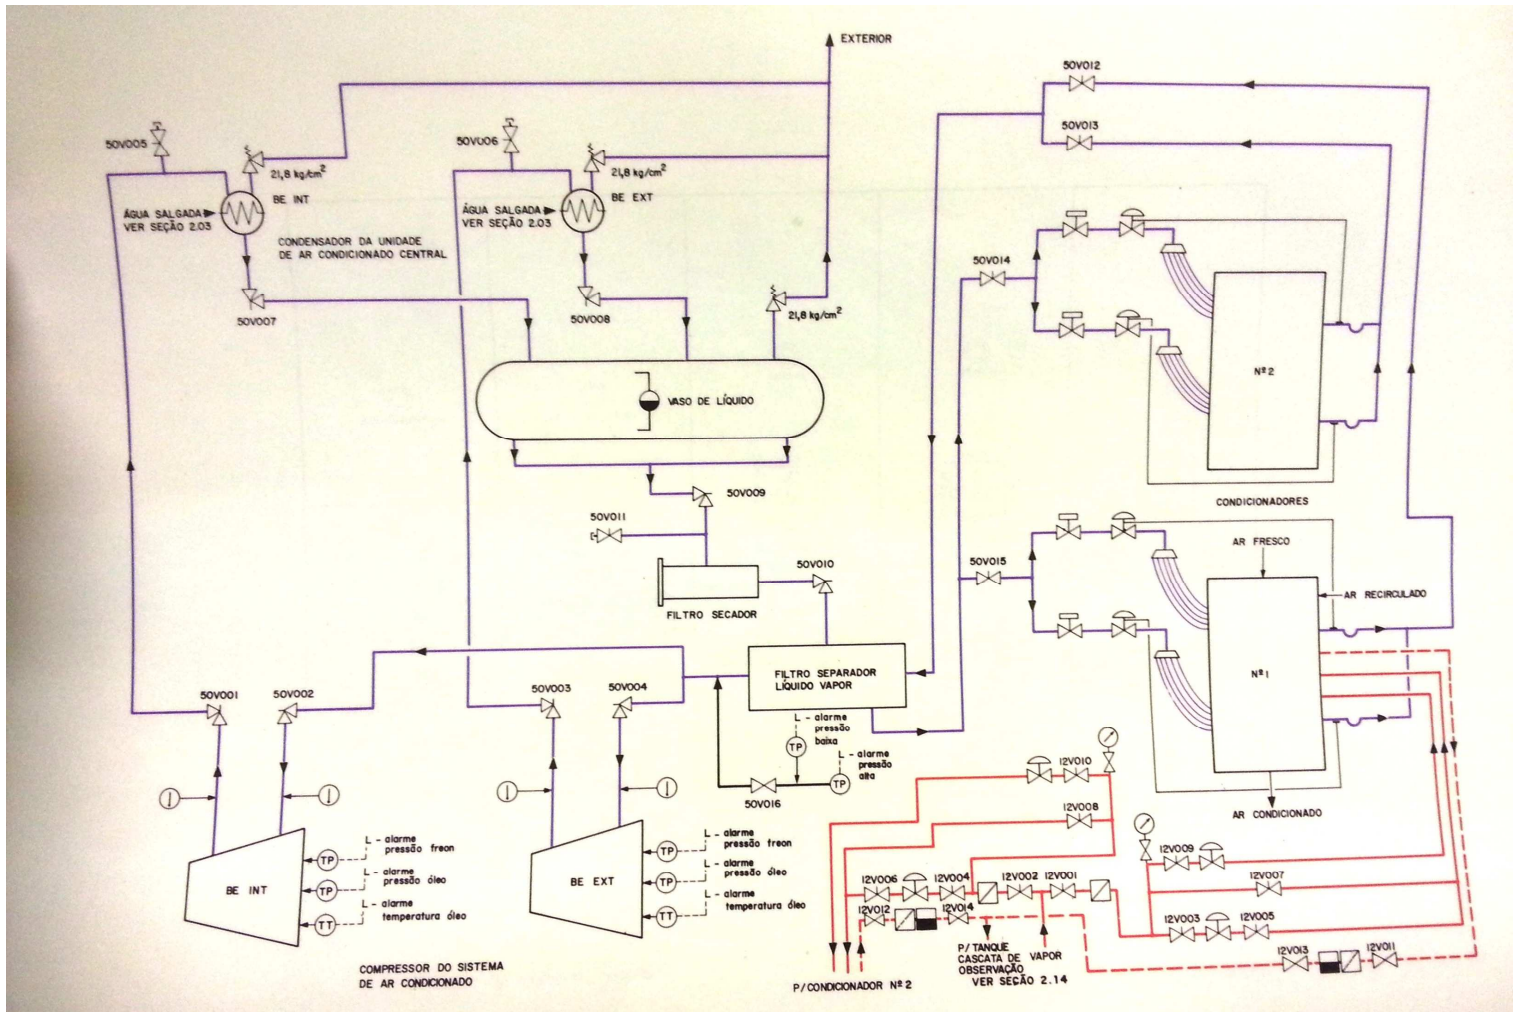 EXTERIOR
50V012
50V013
50V005
50V006
21,8 kg/cm²
BE INT
21,8 kg/cm²
BE EXT
ÁGUA SALGADA
VER SEÇÃO 2.03
ÁGUA SALGADA
VER SEÇÃO 2.03
CONDENSADOR DA UNIDADE
DE AR CONDICIONADO CENTRAL
50V014
50V007
50V008
21,8 kg/cm²
Nº 2
VASO DE LÍQUIDO
50V009
CONDICIONADORES
50V011
50V010
FILTRO SECADOR
50V015
AR FRESCO
AR RECIRCULADO
Nº 1
FILTRO SEPARADOR
LÍQUIDO VAPOR
50V001
50V002
50V003
50V004
L - alarme
pressão
baixa
TP
L - alarme
pressão
alta
TP
50V016
12V010
12V008
AR CONDICIONADO
BE INT
L - alarme
pressão freon
TP
L - alarme
pressão óleo
TP
L - alarme
temperatura óleo
TT
BE EXT
L - alarme
pressão freon
TP
L - alarme
pressão óleo
TP
L - alarme
temperatura óleo
TT
12V009
12V007
12V006
12V004
12V002
12V001
12V012
12V014
12V003
12V005
12V013
12V011
P/ TANQUE
CASCATA DE
OBSERVAÇÃO
VER SEÇÃO 2.14
VAPOR
P/CONDICIONADOR Nº 2
COMPRESSOR DO SISTEMA
DE AR CONDICIONADO